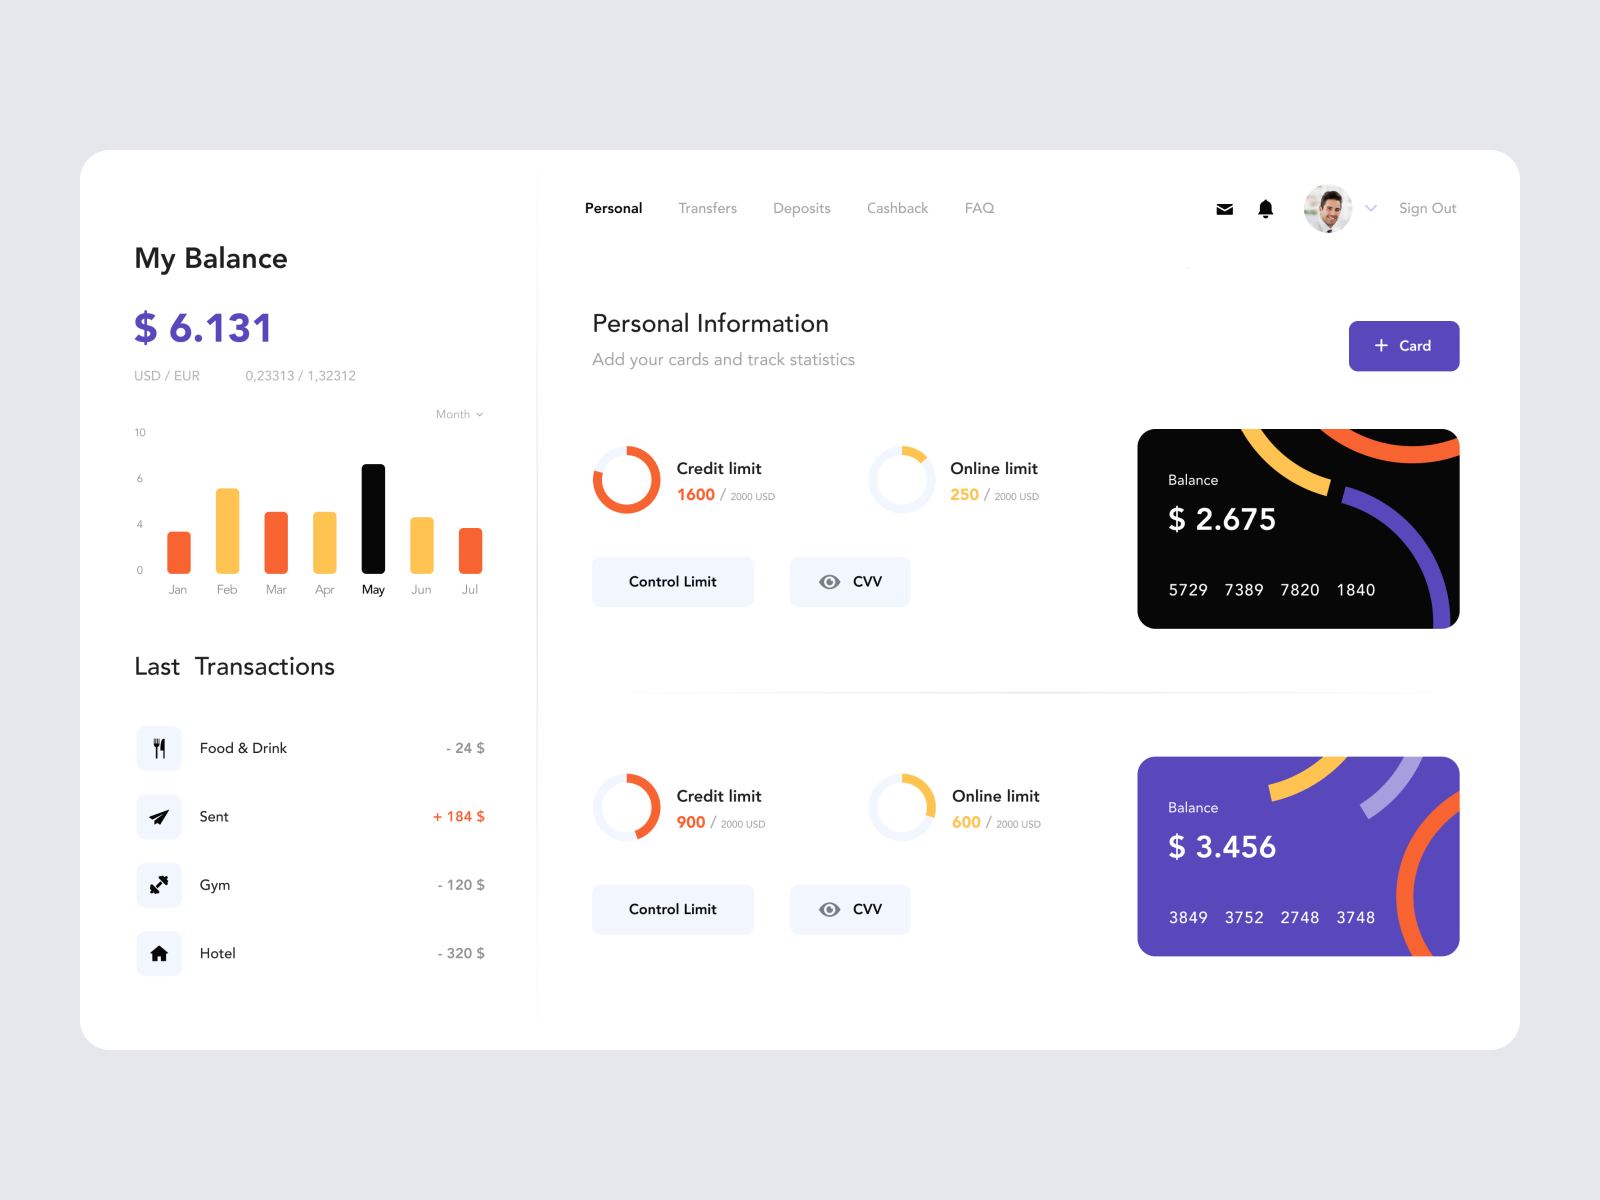 Personal Transfers Deposits Cashback FAQ Sign Out
My Balance
$ 6.131
USD / EUR 0,23313 / 1,32312
Month
10
6
4
0
Jan Feb Mar Apr May Jun Jul
Last Transactions
Food & Drink - 24 $
Sent + 184 $
Gym - 120 $
Hotel - 320 $
Personal Information
Add your cards and track statistics
+ Card
Credit limit
1600 / 2000 USD
Online limit
250 / 2000 USD
Control Limit
CVV
Balance
$ 2.675
5729 7389 7820 1840
Credit limit
900 / 2000 USD
Online limit
600 / 2000 USD
Control Limit
CVV
Balance
$ 3.456
3849 3752 2748 3748